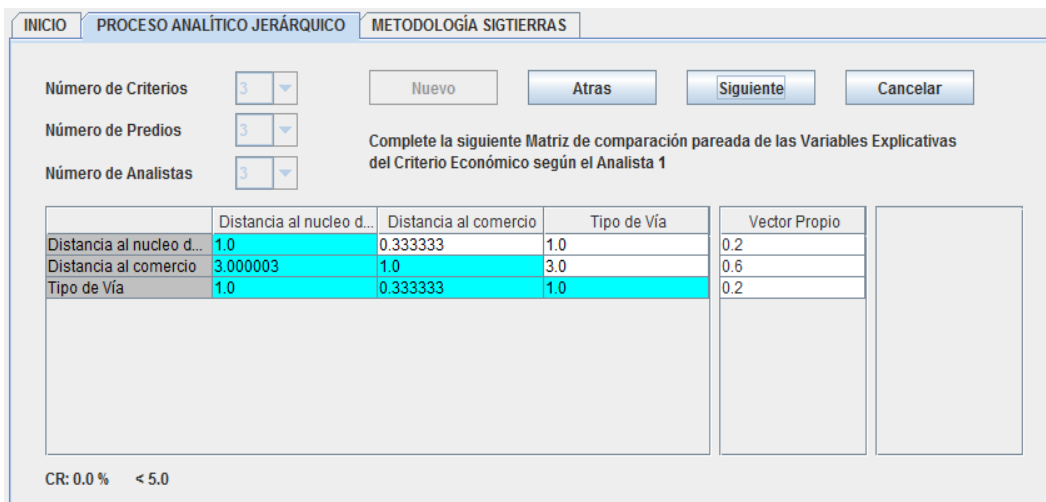 INICIO PROCESO ANALÍTICO JERÁRQUICO METODOLOGÍA SIGTIERRAS
Número de Criterios 3 Nuevo Atras Siguiente Cancelar
Número de Predios 3
Complete la siguiente Matriz de comparación pareada de las Variables Explicativas
del Criterio Económico según el Analista 1
Número de Analistas 3
Distancia al nucleo d... Distancia al comercio Tipo de Vía Vector Propio
Distancia al nucleo d... 1.0 0.333333 1.0 0.2
Distancia al comercio 3.000003 1.0 3.0 0.6
Tipo de Vía 1.0 0.333333 1.0 0.2
CR: 0.0 % < 5.0